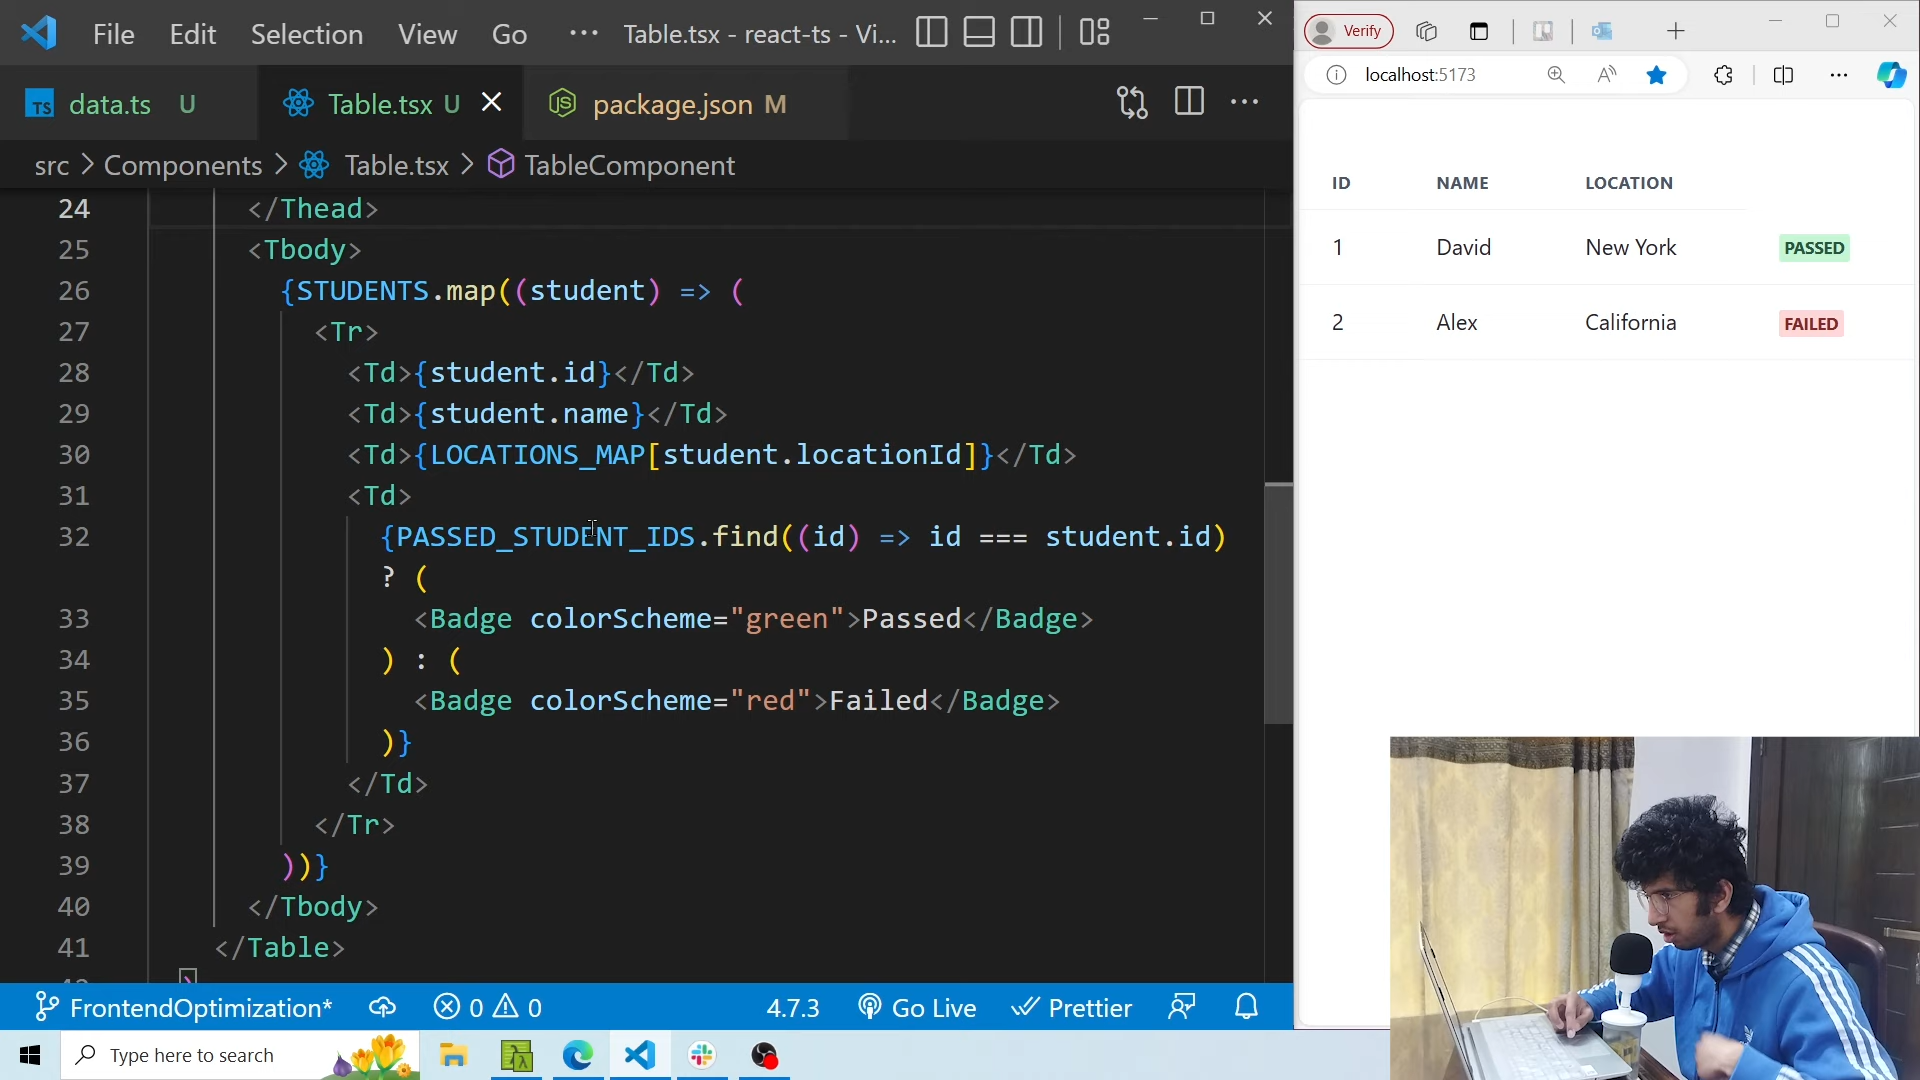 File Edit Selection View Go ··· Table.tsx - react-ts - Vi...
TS data.ts U Table.tsx U JS package.json M ···
src > Components > Table.tsx > TableComponent
24 </Thead>
25 <Tbody>
26 {STUDENTS.map((student) => (
27 <Tr>
28 <Td>{student.id}</Td>
29 <Td>{student.name}</Td>
30 <Td>{LOCATIONS_MAP[student.locationId]}</Td>
31 <Td>
32 {PASSED_STUDENT_IDS.find((id) => id === student.id)
? (
33 <Badge colorScheme="green">Passed</Badge>
34 ) : (
35 <Badge colorScheme="red">Failed</Badge>
36 )}
37 </Td>
38 </Tr>
39 ))}
40 </Tbody>
41 </Table>
FrontendOptimization* 0 0 4.7.3 Go Live Prettier
Type here to search
Verify
localhost:5173
ID NAME LOCATION
1 David New York PASSED
2 Alex California FAILED